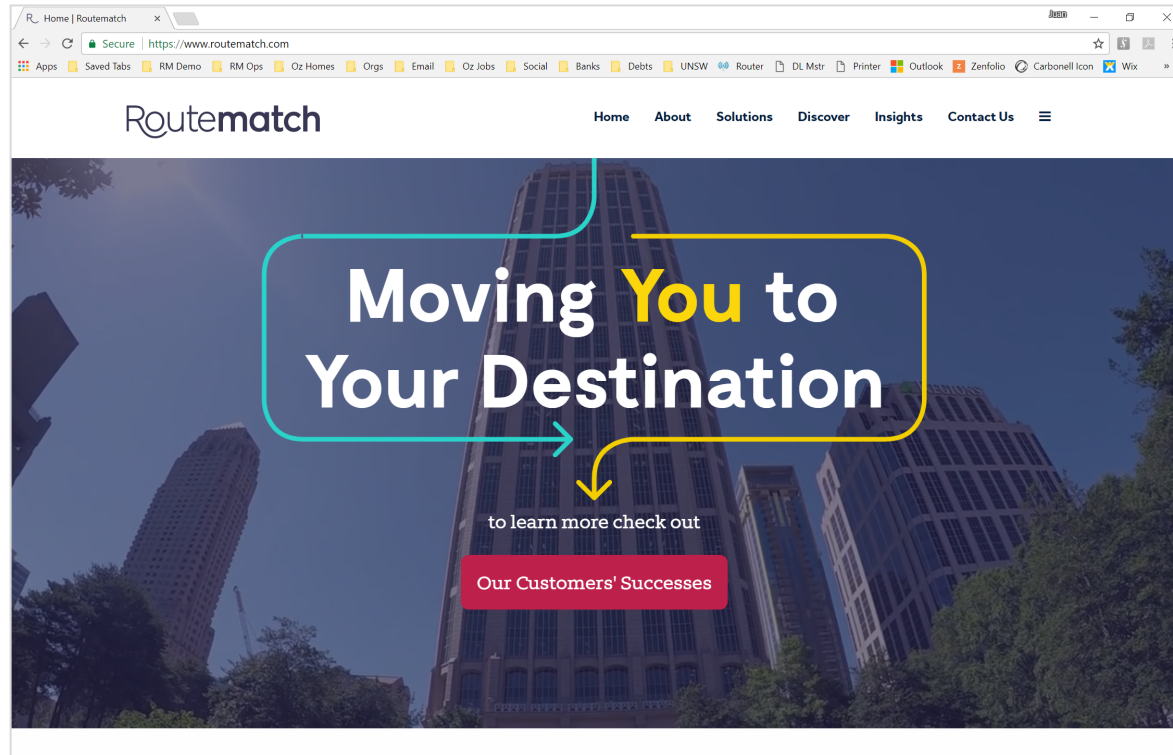 Home | Routematch
Juan
Secure https://www.routematch.com
Apps Saved Tabs RM Demo RM Ops Oz Homes Orgs Email Oz Jobs Social Banks Debts UNSW Router DL Mstr Printer Outlook Zenfolio Carbonell Icon Wix »
Routematch
Home About Solutions Discover Insights Contact Us
Moving You to
Your Destination
to learn more check out
Our Customers' Successes